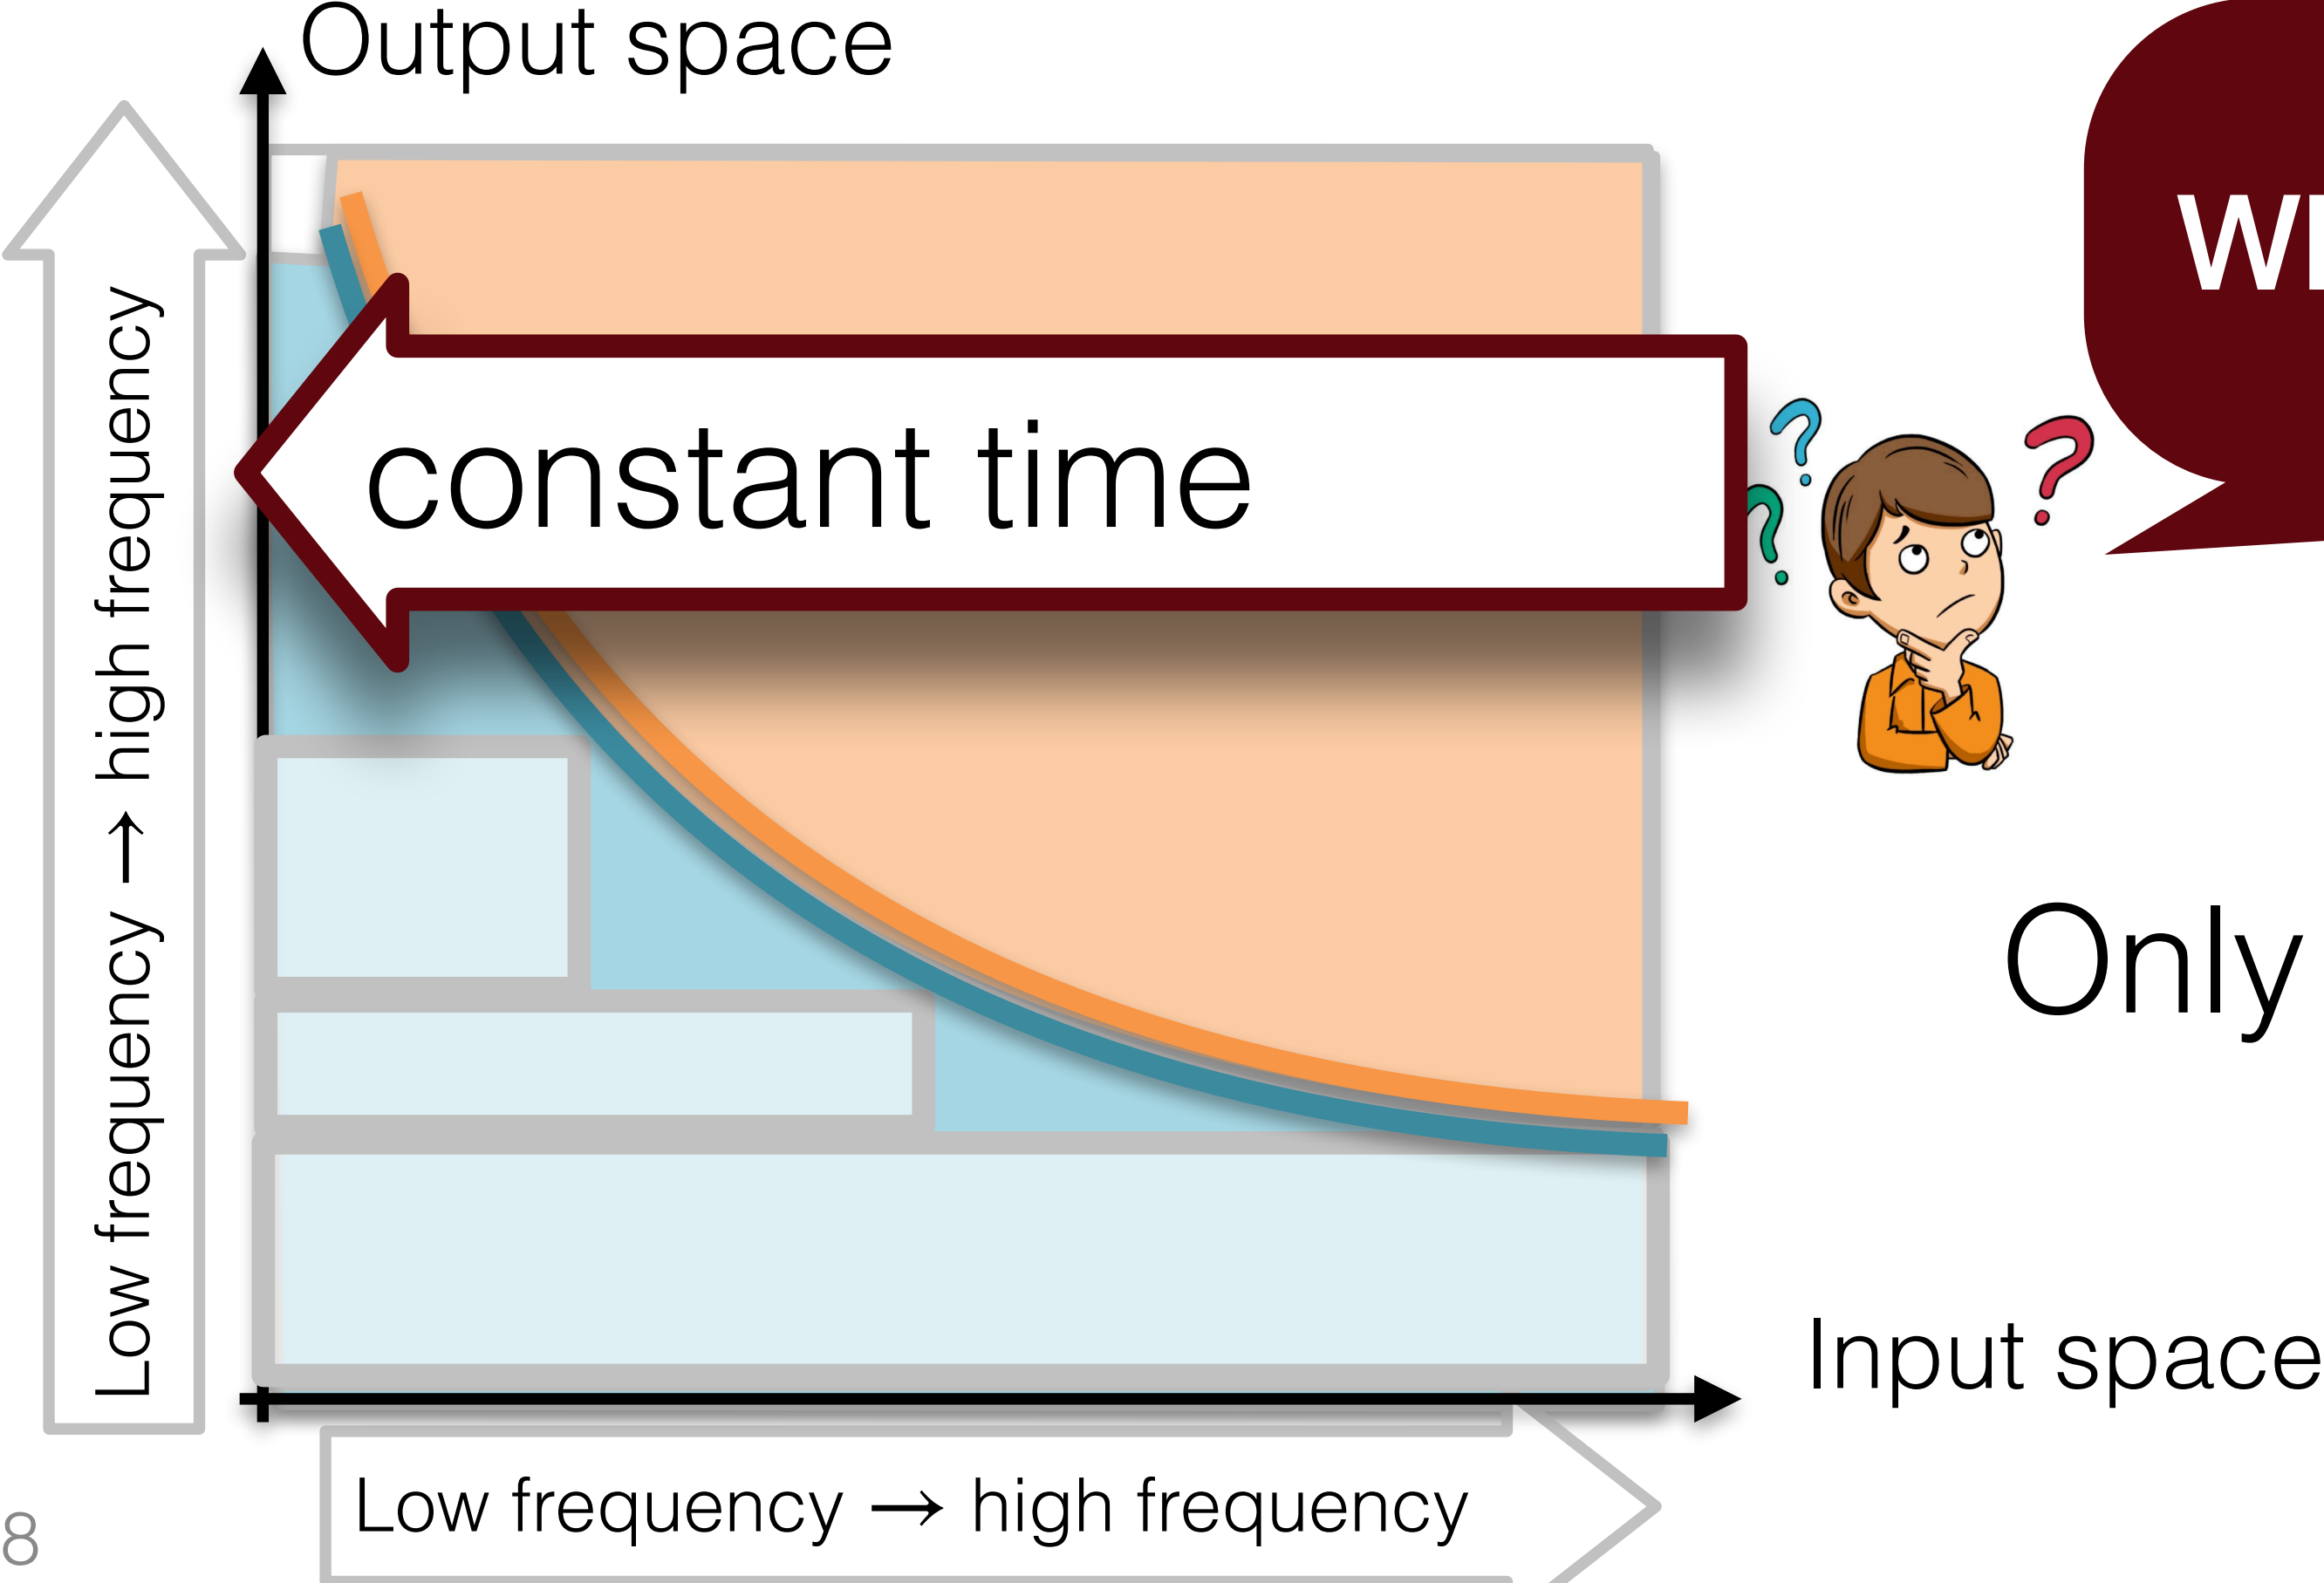 Output space
Low frequency → high frequency
constant time
Only
Input space
Low frequency → high frequency
8